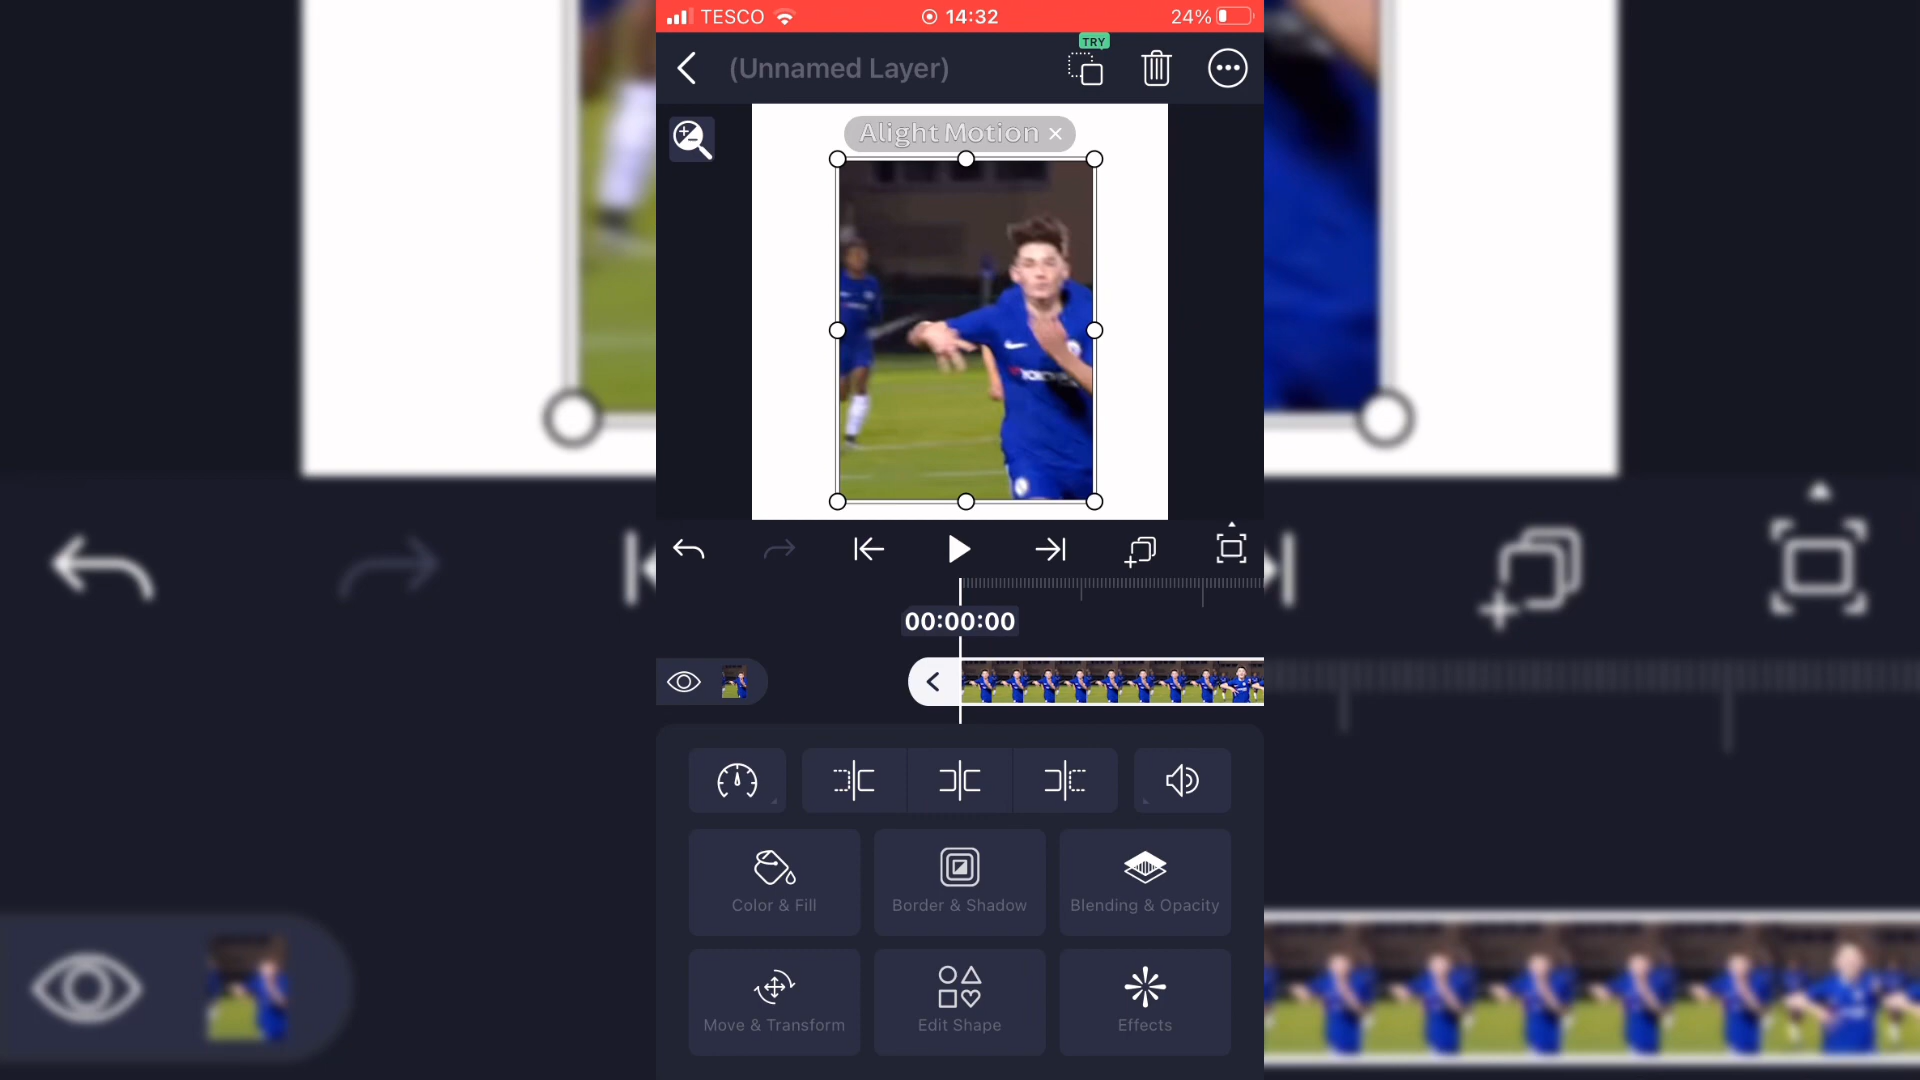 TESCO 14:32 24%
TRY
(Unnamed Layer)
Alight Motion ×
00:00:00
Color & Fill Border & Shadow Blending & Opacity
Move & Transform Edit Shape Effects